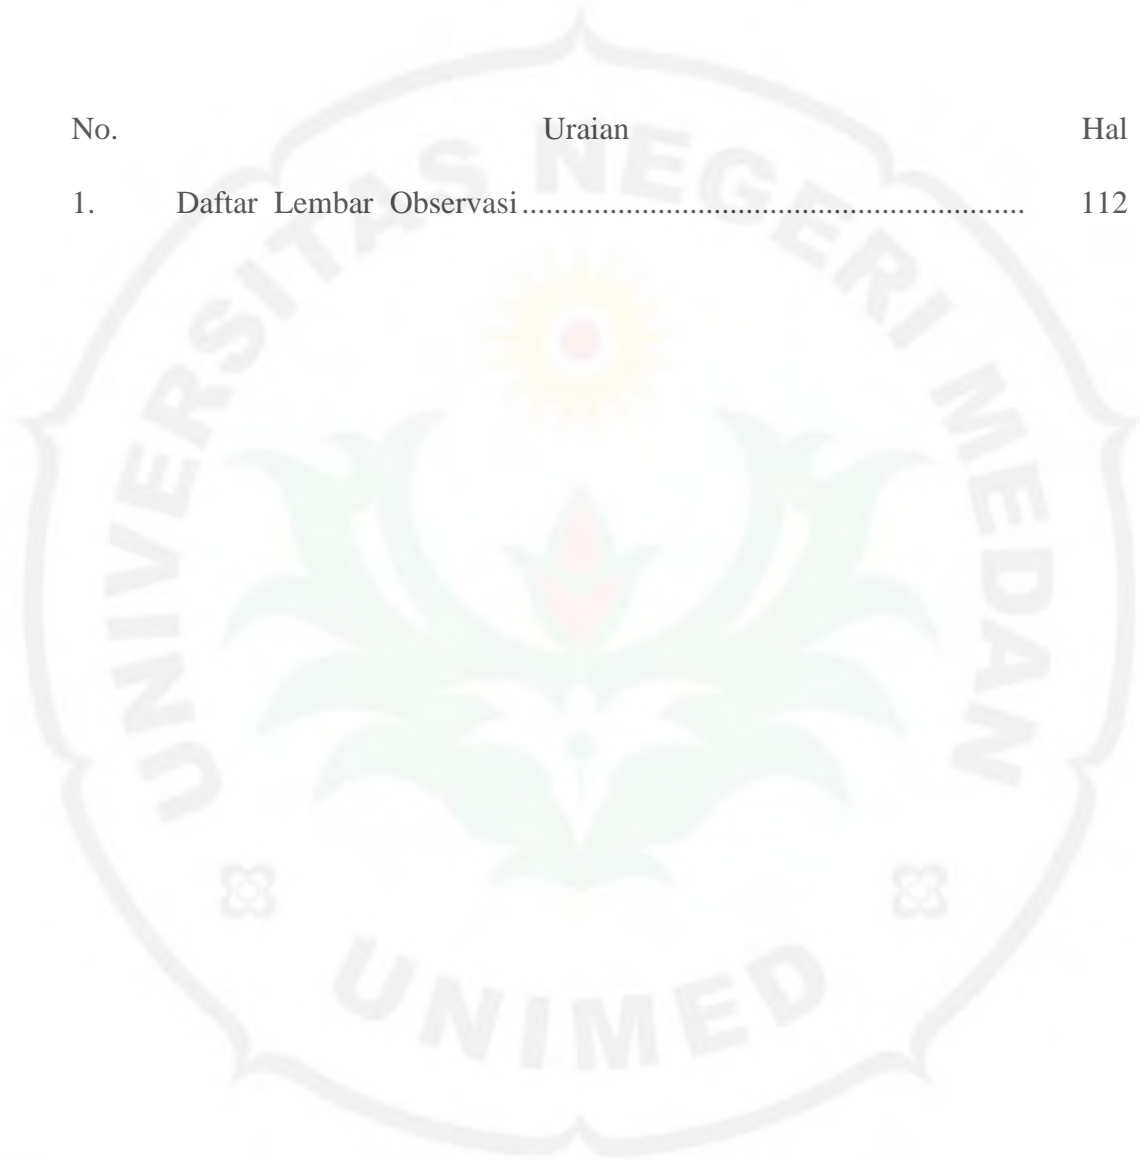 No. Uraian Hal
1. Daftar Lembar Observasi............................................................... 112
UNIVERSITAS NEGERI MEDAN
UNIMED